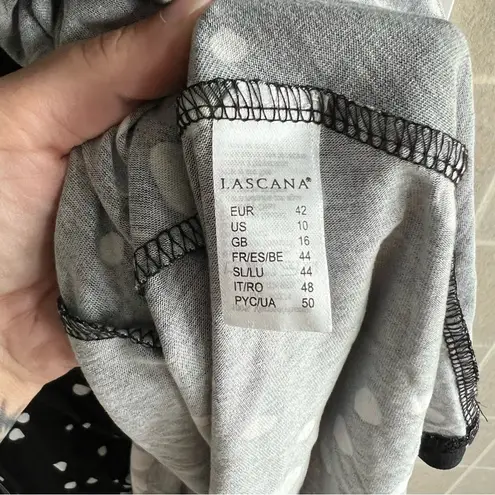 LASCANA®
EUR 42
US 10
GB 16
FR/ES/BE 44
SL/LU 44
IT/RO 48
PYC/UA 50